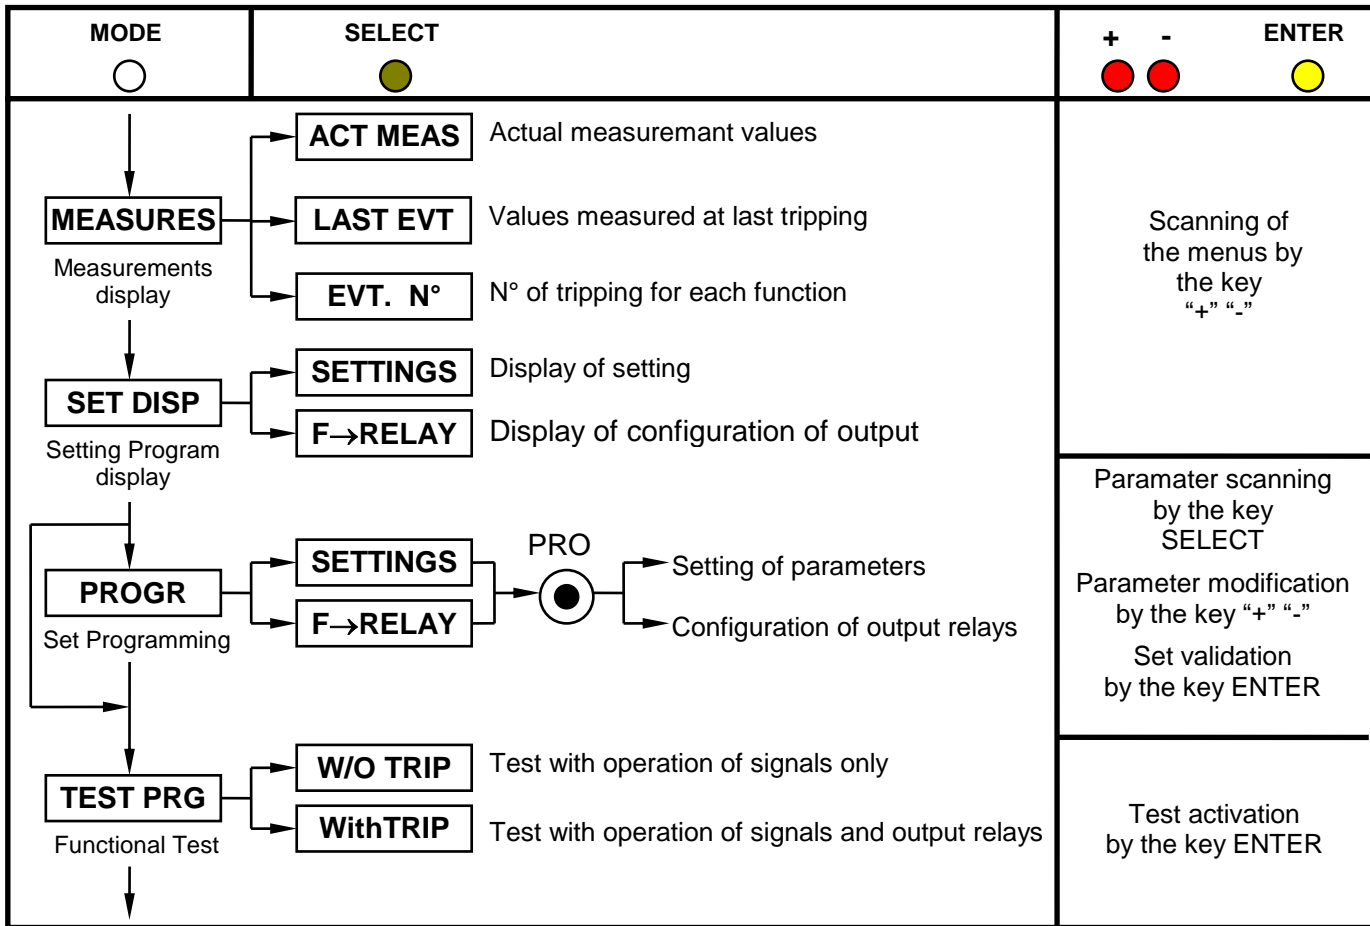 MODE
SELECT
+ -
ENTER
ACT MEAS
Actual measuremant values
MEASURES
LAST EVT
Values measured at last tripping
Measurements
display
EVT. N°
N° of tripping for each function
Scanning of
the menus by
the key
“+” “-”
SET DISP
SETTINGS
Display of setting
F→RELAY
Display of configuration of output
Setting Program
display
Paramater scanning
by the key
SELECT
Parameter modification
by the key “+” “-”
Set validation
by the key ENTER
PROGR
Set Programming
SETTINGS
F→RELAY
PRO
Setting of parameters
Configuration of output relays
TEST PRG
Functional Test
W/O TRIP
Test with operation of signals only
WithTRIP
Test with operation of signals and output relays
Test activation
by the key ENTER